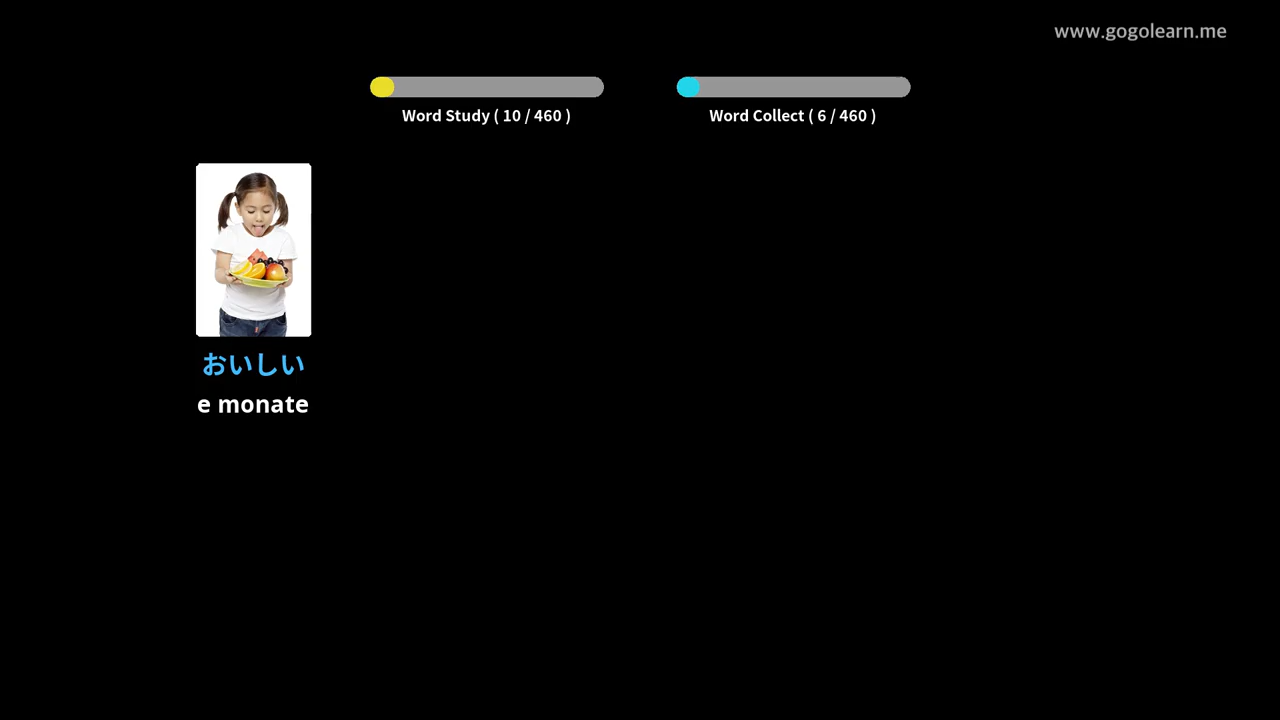 www.gogolearn.me
Word Study ( 10 / 460 )
Word Collect ( 6 / 460 )
おいしい
e monate